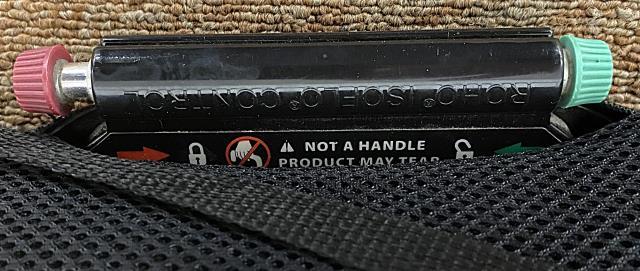 ROHO® ISOFLO® CONTROL
NOT A HANDLE
PRODUCT MAY TEAR